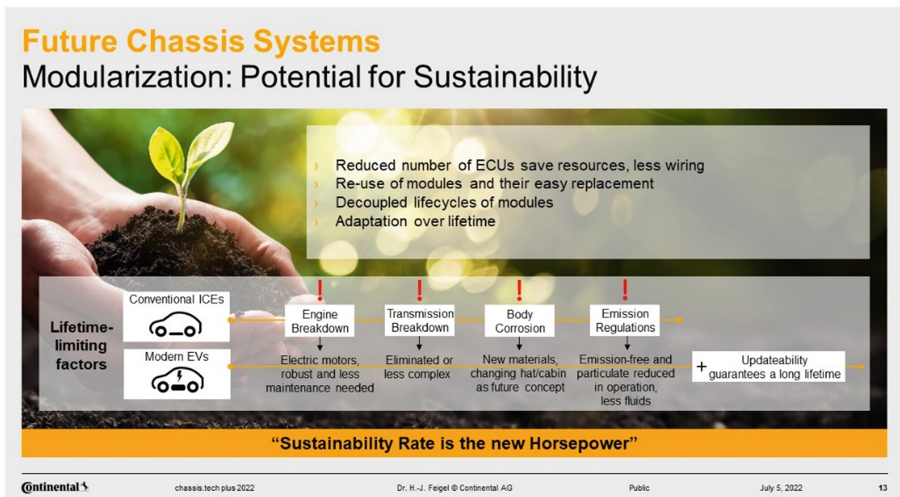 Future Chassis Systems
Modularization: Potential for Sustainability
› Reduced number of ECUs save resources, less wiring
› Re-use of modules and their easy replacement
› Decoupled lifecycles of modules
› Adaptation over lifetime
Lifetime-
limiting
factors
Conventional ICEs
Modern EVs
!
Engine
Breakdown
!
Transmission
Breakdown
!
Body
Corrosion
!
Emission
Regulations
Electric motors,
robust and less
maintenance needed
Eliminated or
less complex
New materials,
changing hat/cabin
as future concept
Emission-free and
particulate reduced
in operation,
less fluids
+ Updateability
guarantees a long lifetime
“Sustainability Rate is the new Horsepower”
Continental
chassis.tech plus 2022
Dr. H.-J. Feigel © Continental AG
Public
July 5, 2022
13